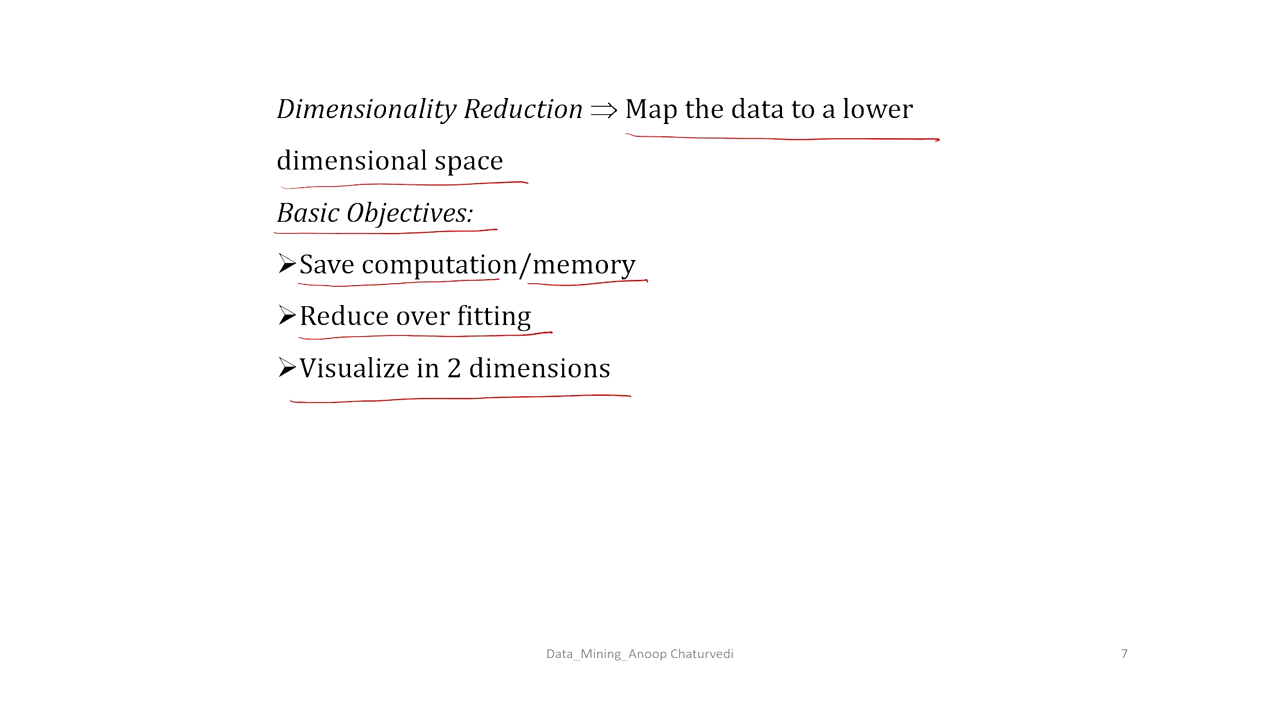 Dimensionality Reduction ⇒ Map the data to a lower
dimensional space
Basic Objectives:
➢Save computation/memory
➢Reduce over fitting
➢Visualize in 2 dimensions
Data_Mining_Anoop Chaturvedi
7